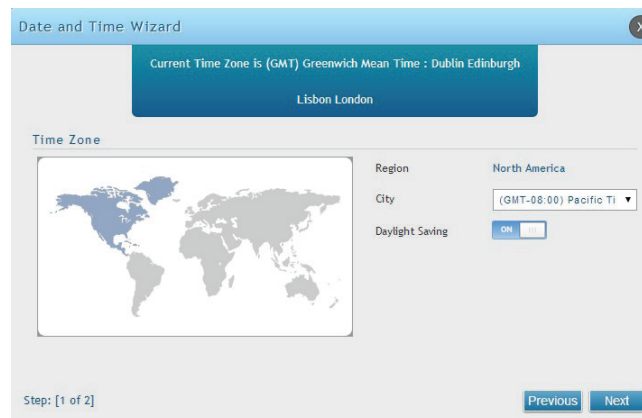 Date and Time Wizard
Current Time Zone is (GMT) Greenwich Mean Time : Dublin Edinburgh
Lisbon London
Time Zone
Region North America
City (GMT-08:00) Pacific Ti
Daylight Saving ON
Step: [1 of 2] Previous Next